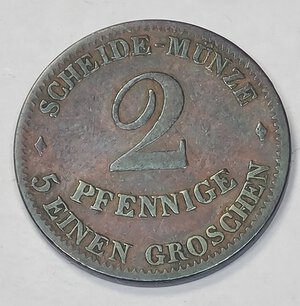 SCHEIDE-MÜNZE
2
PFENNIGE
5 EINEN GROSCHEN